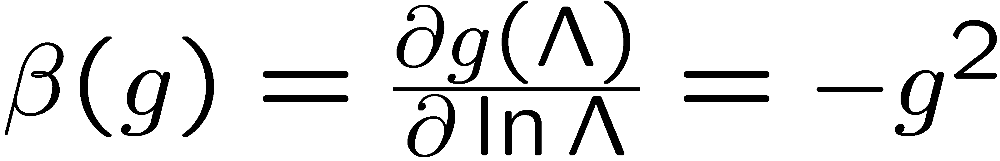 β(g) = ∂g(Λ)/∂ ln Λ = −g²